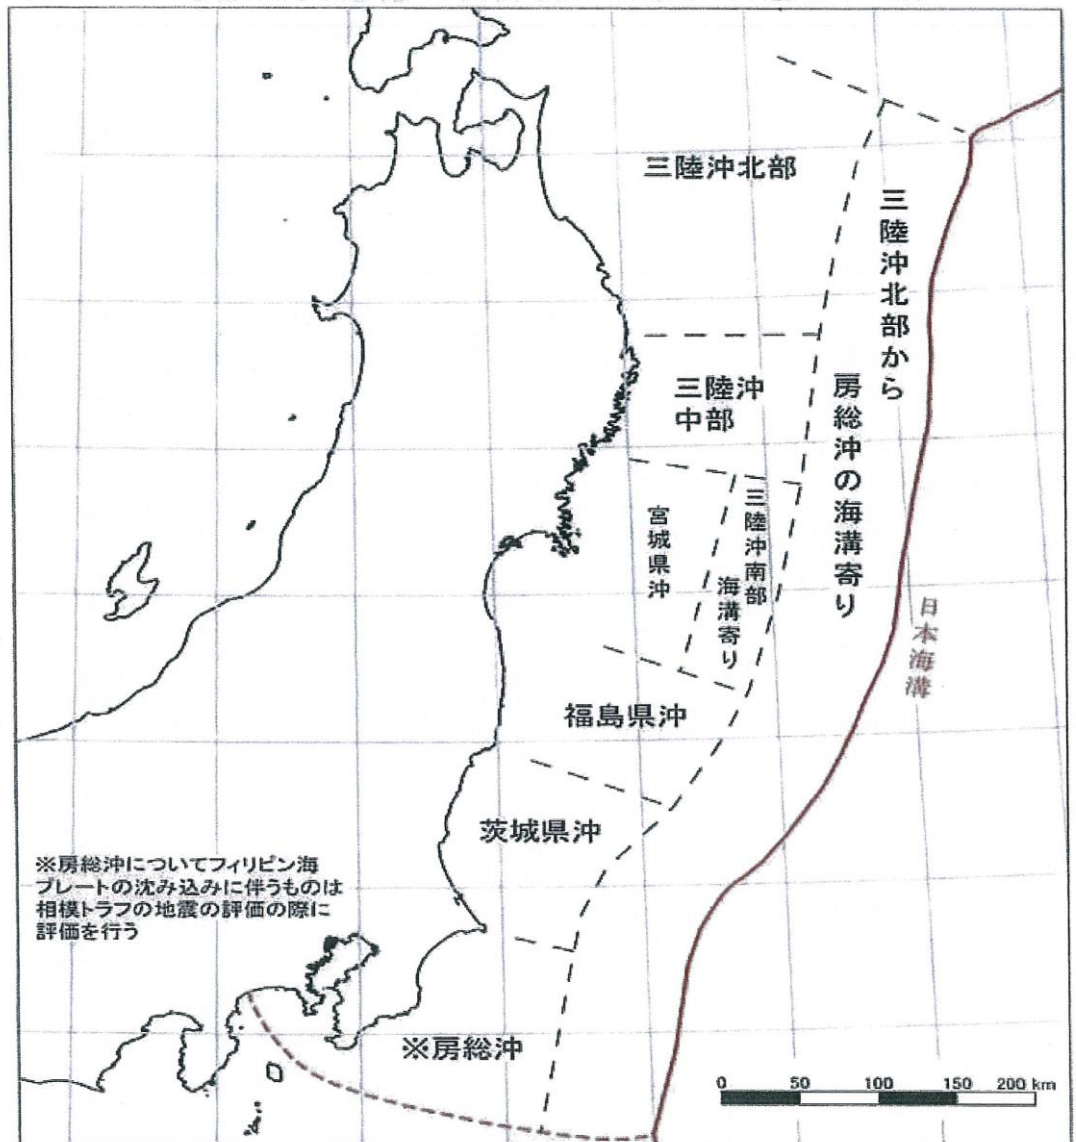 三陸沖北部
三陸沖北部から
房総沖の海溝寄り
三陸沖
中部
宮城県沖
三陸沖南部
海溝寄り
日本海溝
福島県沖
茨城県沖
※房総沖についてフィリピン海
プレートの沈み込みに伴うものは
相模トラフの地震の評価の際に
評価を行う
※房総沖
0 50 100 150 200 km